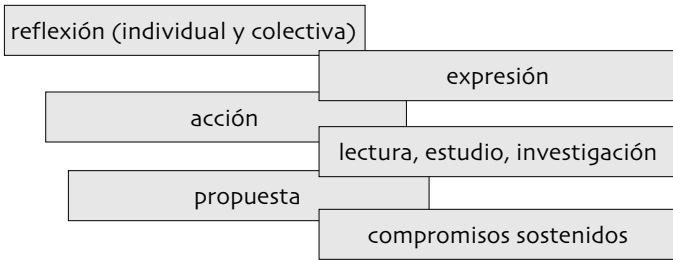 reflexión (individual y colectiva)
expresión
acción
lectura, estudio, investigación
propuesta
compromisos sostenidos